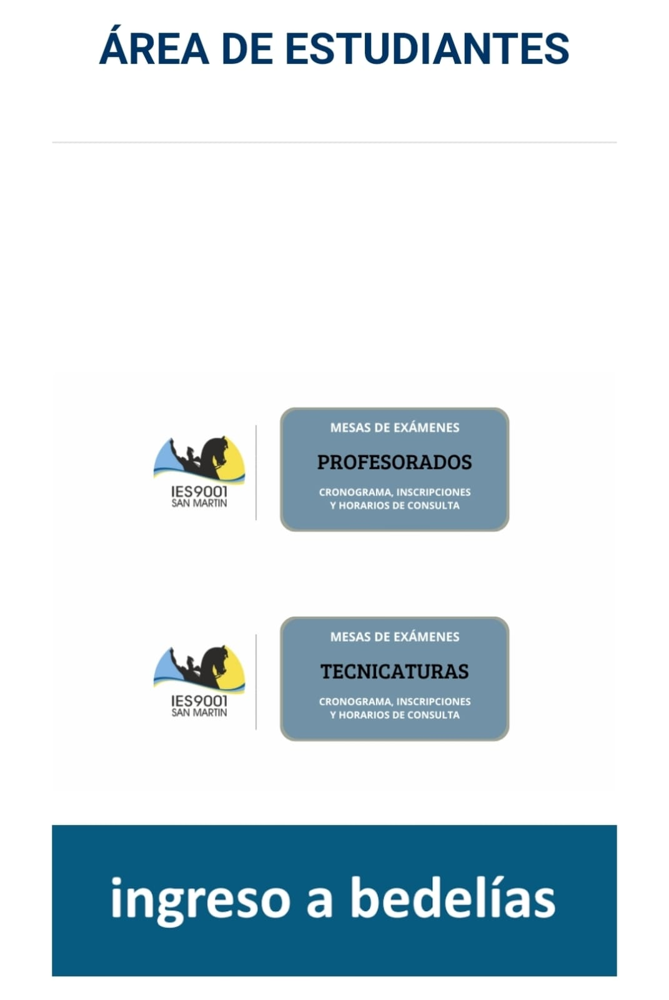 ÁREA DE ESTUDIANTES
IES9001
SAN MARTIN
MESAS DE EXÁMENES
PROFESORADOS
CRONOGRAMA, INSCRIPCIONES
Y HORARIOS DE CONSULTA
IES9001
SAN MARTIN
MESAS DE EXÁMENES
TECNICATURAS
CRONOGRAMA, INSCRIPCIONES
Y HORARIOS DE CONSULTA
ingreso a bedelías